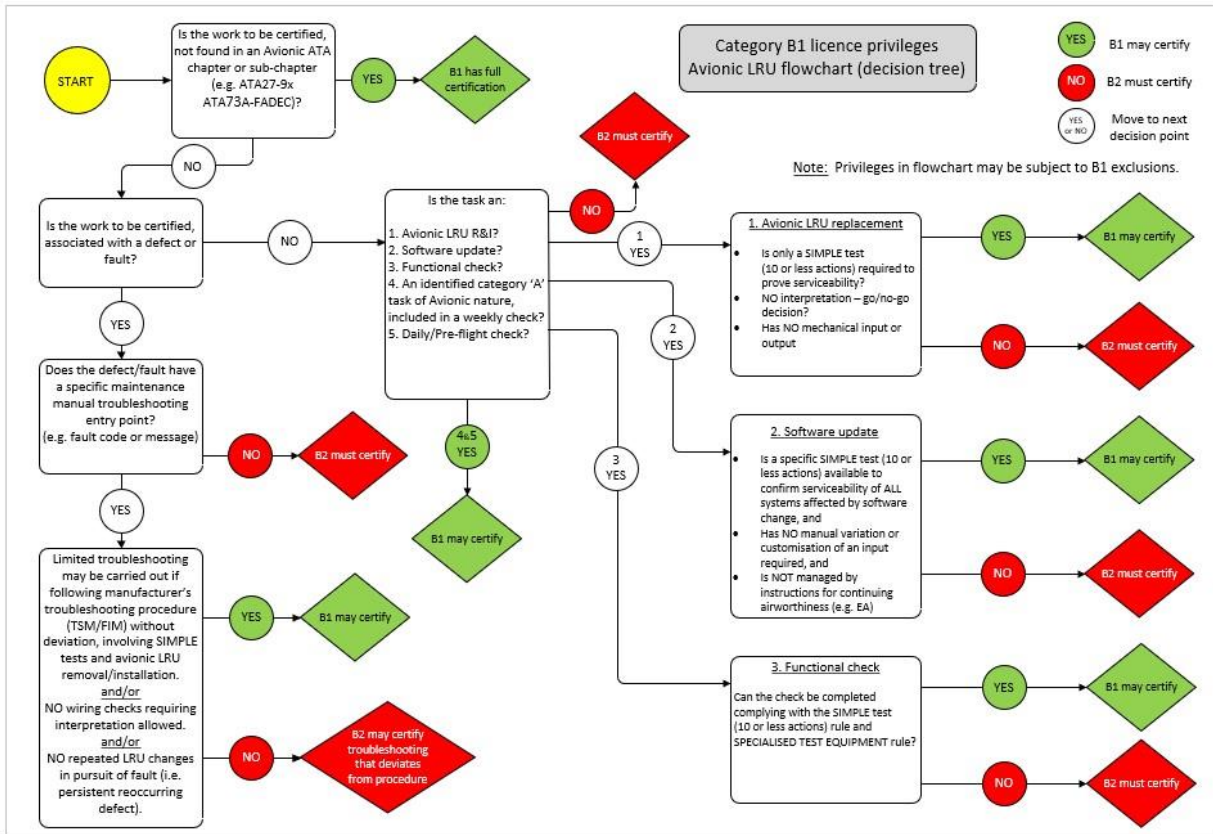 START
Is the work to be certified,
not found in an Avionic ATA
chapter or sub-chapter
(e.g. ATA27-9x
ATA73A-FADEC)?
YES
B1 has full
certification
Category B1 licence privileges
Avionic LRU flowchart (decision tree)
YES
B1 may certify
NO
B2 must certify
YES
or NO
Move to next
decision point
Note: Privileges in flowchart may be subject to B1 exclusions.
NO
Is the work to be certified,
associated with a defect or
fault?
NO
Is the task an:
1. Avionic LRU R&I?
2. Software update?
3. Functional check?
4. An identified category ‘A’
task of Avionic nature,
included in a weekly check?
5. Daily/Pre-flight check?
NO
B2 must certify
1
YES
2
YES
3
YES
4&5
YES
B1 may certify
YES
Does the defect/fault have
a specific maintenance
manual troubleshooting
entry point?
(e.g. fault code or message)
NO
B2 must certify
YES
Limited troubleshooting
may be carried out if
following manufacturer’s
troubleshooting procedure
(TSM/FIM) without
deviation, involving SIMPLE
tests and avionic LRU
removal/installation.
and/or
NO wiring checks requiring
interpretation allowed.
and/or
NO repeated LRU changes
in pursuit of fault (i.e.
persistent reoccurring
defect).
YES
B1 may certify
NO
B2 may certify
troubleshooting
that deviates
from procedure
1. Avionic LRU replacement
• Is only a SIMPLE test
(10 or less actions) required to
prove serviceability?
• NO interpretation – go/no-go
decision?
• Has NO mechanical input or
output
YES
B1 may certify
NO
B2 must certify
2. Software update
• Is a specific SIMPLE test (10 or
less actions) available to
confirm serviceability of ALL
systems affected by software
change, and
• Has NO manual variation or
customisation of an input
required, and
• Is NOT managed by
instructions for continuing
airworthiness (e.g. EA)
YES
B1 may certify
NO
B2 must certify
3. Functional check
Can the check be completed
complying with the SIMPLE test
(10 or less actions) rule and
SPECIALISED TEST EQUIPMENT rule?
YES
B1 may certify
NO
B2 must certify